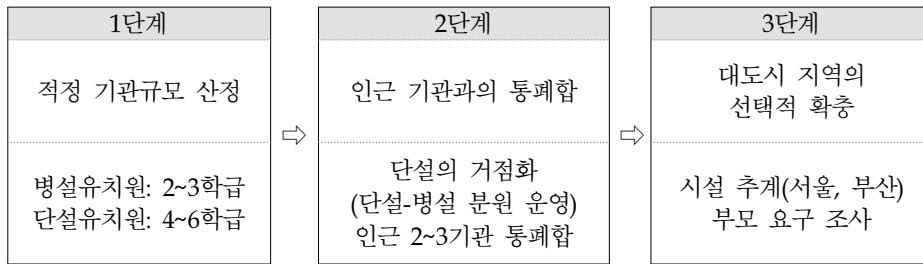 1단계
적정 기관규모 산정
병설유치원: 2~3학급
단설유치원: 4~6학급
⇨
2단계
인근 기관과의 통폐합
단설의 거점화
(단설-병설 분원 운영)
인근 2~3기관 통폐합
⇨
3단계
대도시 지역의
선택적 확충
시설 추계(서울, 부산)
부모 요구 조사